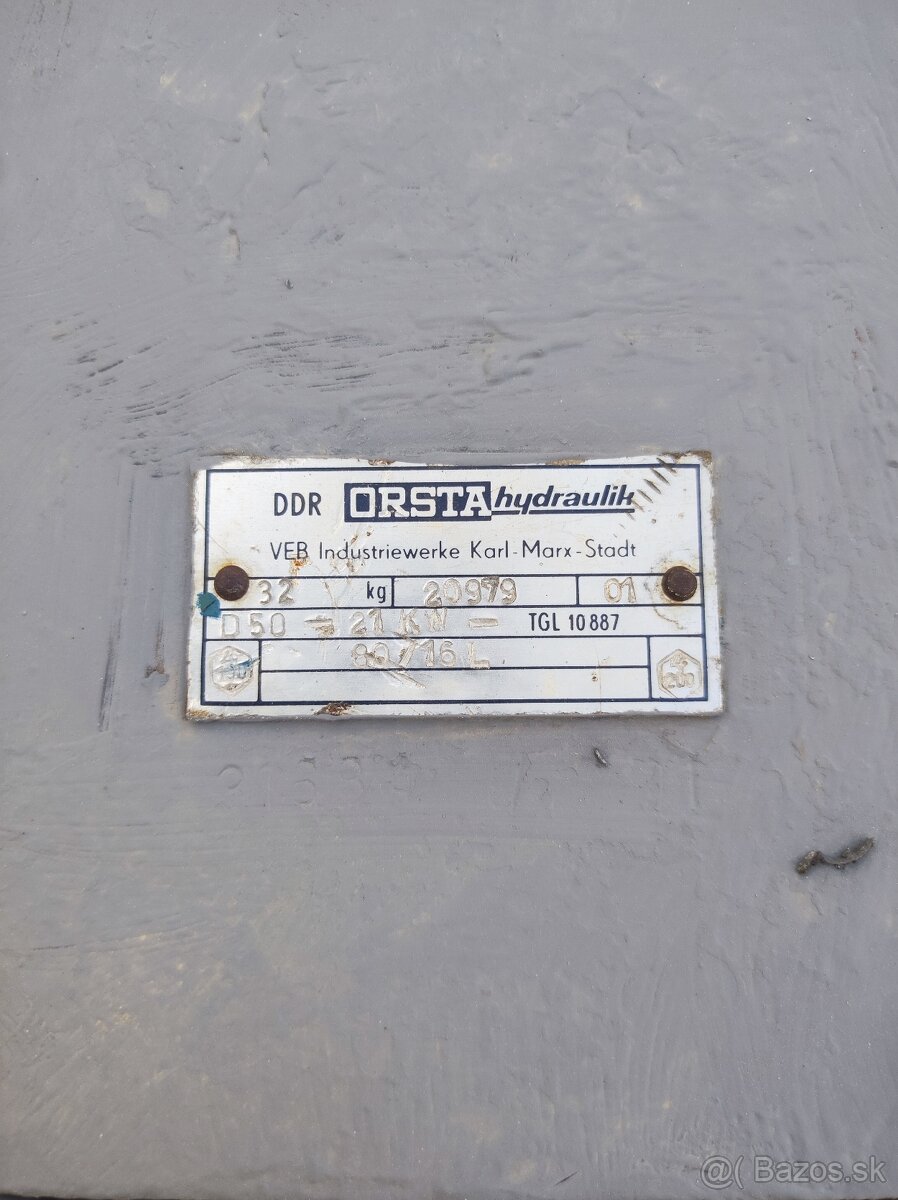 DDR ORSTA hydraulik
VEB Industriewerke Karl-Marx-Stadt
32 kg 20979 01
D50 - 21 KW - TGL 10887
80/16 L
200
@( Bazos.sk